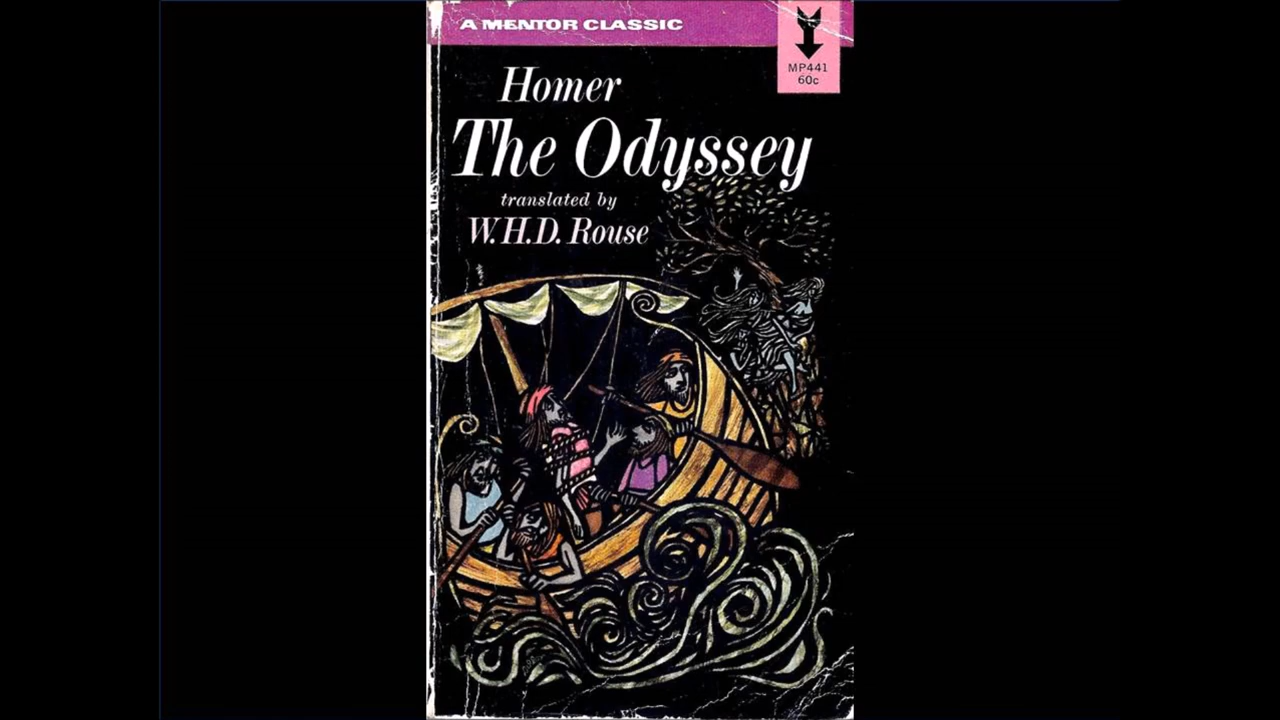 A MENTOR CLASSIC
MP441
60c
Homer
The Odyssey
translated by
W.H.D. Rouse